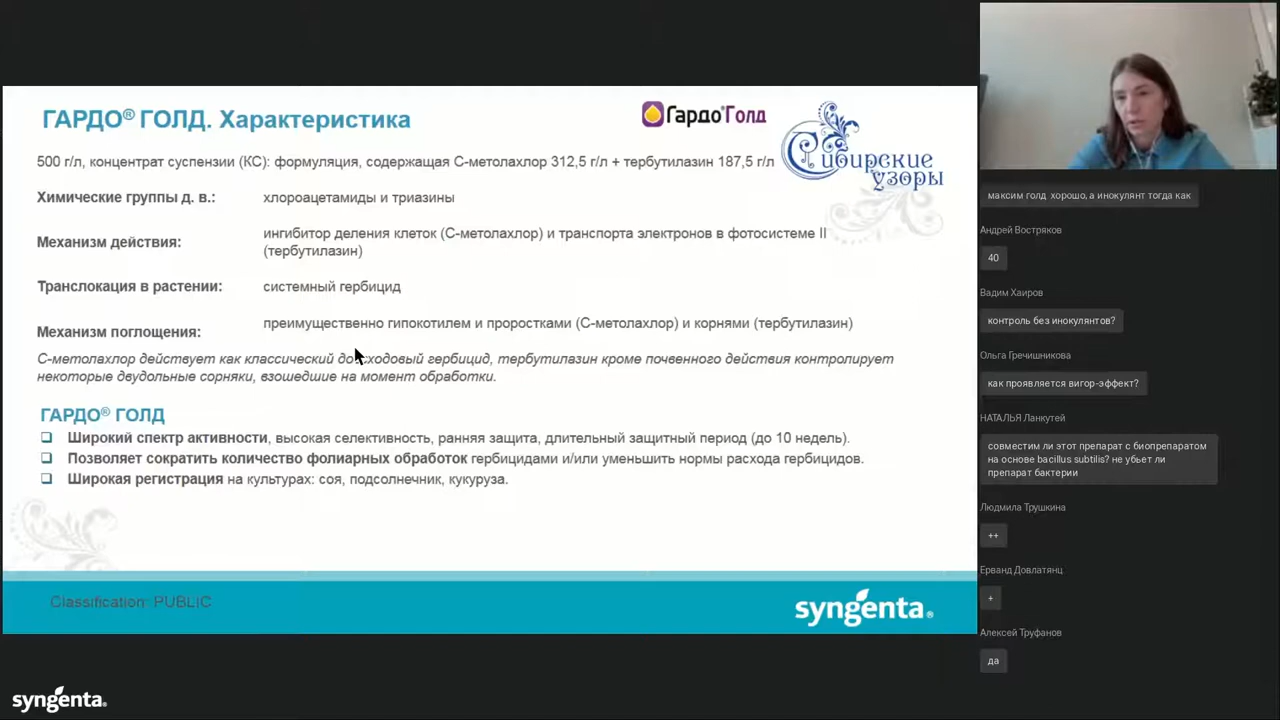 ГАРДО® ГОЛД. Характеристика
Гардо®Голд
Сибирские
узоры
500 г/л, концентрат суспензии (КС): формуляция, содержащая С-метолахлор 312,5 г/л + тербутилазин 187,5 г/л
Химические группы д. в.:
хлороацетамиды и триазины
Механизм действия:
ингибитор деления клеток (С-метолахлор) и транспорта электронов в фотосистеме II
(тербутилазин)
Транслокация в растении:
системный гербицид
Механизм поглощения:
преимущественно гипокотилем и проростками (С-метолахлор) и корнями (тербутилазин)
С-метолахлор действует как классический довсходовый гербицид, тербутилазин кроме почвенного действия контролирует
некоторые двудольные сорняки, взошедшие на момент обработки.
ГАРДО® ГОЛД
Широкий спектр активности, высокая селективность, ранняя защита, длительный защитный период (до 10 недель).
Позволяет сократить количество фолиарных обработок гербицидами и/или уменьшить нормы расхода гербицидов.
Широкая регистрация на культурах: соя, подсолнечник, кукуруза.
Classification: PUBLIC
syngenta®
syngenta®
максим голд хорошо, а инокулянт тогда как
Андрей Востряков
40
Вадим Хаиров
контроль без инокулянтов?
Ольга Гречишникова
как проявляется вигор-эффект?
НАТАЛЬЯ Ланкутей
совместим ли этот препарат с биопрепаратом
на основе bacillus subtilis? не убьет ли
препарат бактерии
Людмила Трушкина
++
Ерванд Довлатянц
+
Алексей Труфанов
да